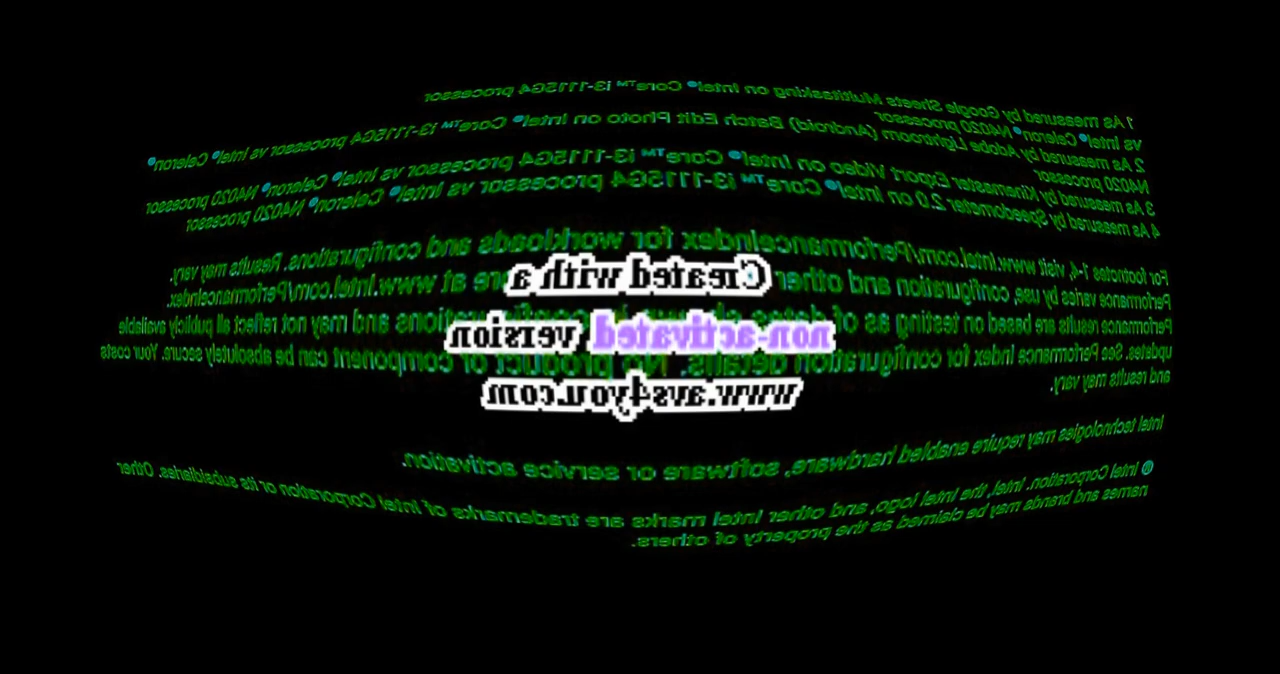 1 As measured by Google Sheets Multitasking on Intel® Core™ i3-1115G4 processor
vs Intel® Celeron® N4020 processor
2 As measured by Adobe Lightroom (Android) Batch Edit Photo on Intel® Core™ i3-1115G4 processor vs Intel® Celeron®
N4020 processor
3 As measured by Kinemaster Export Video on Intel® Core™ i3-1115G4 processor vs Intel® Celeron® N4020 processor
4 As measured by Speedometer 2.0 on Intel® Core™ i3-1115G4 processor vs Intel® Celeron® N4020 processor
For footnotes 1-4, visit www.Intel.com/PerformanceIndex for workloads and configurations. Results may vary.
Performance varies by use, configuration and other are at www.Intel.com/PerformanceIndex.
Created with a
Performance results are based on testing as of dates shown configurations and may not reflect all publicly available
non-activated version
updates. See Performance Index for configuration details. No product or component can be absolutely secure. Your costs
and results may vary.
www.avs4you.com
Intel technologies may require enabled hardware, software or service activation.
© Intel Corporation. Intel, the Intel logo, and other Intel marks are trademarks of Intel Corporation or its subsidiaries. Other
names and brands may be claimed as the property of others.